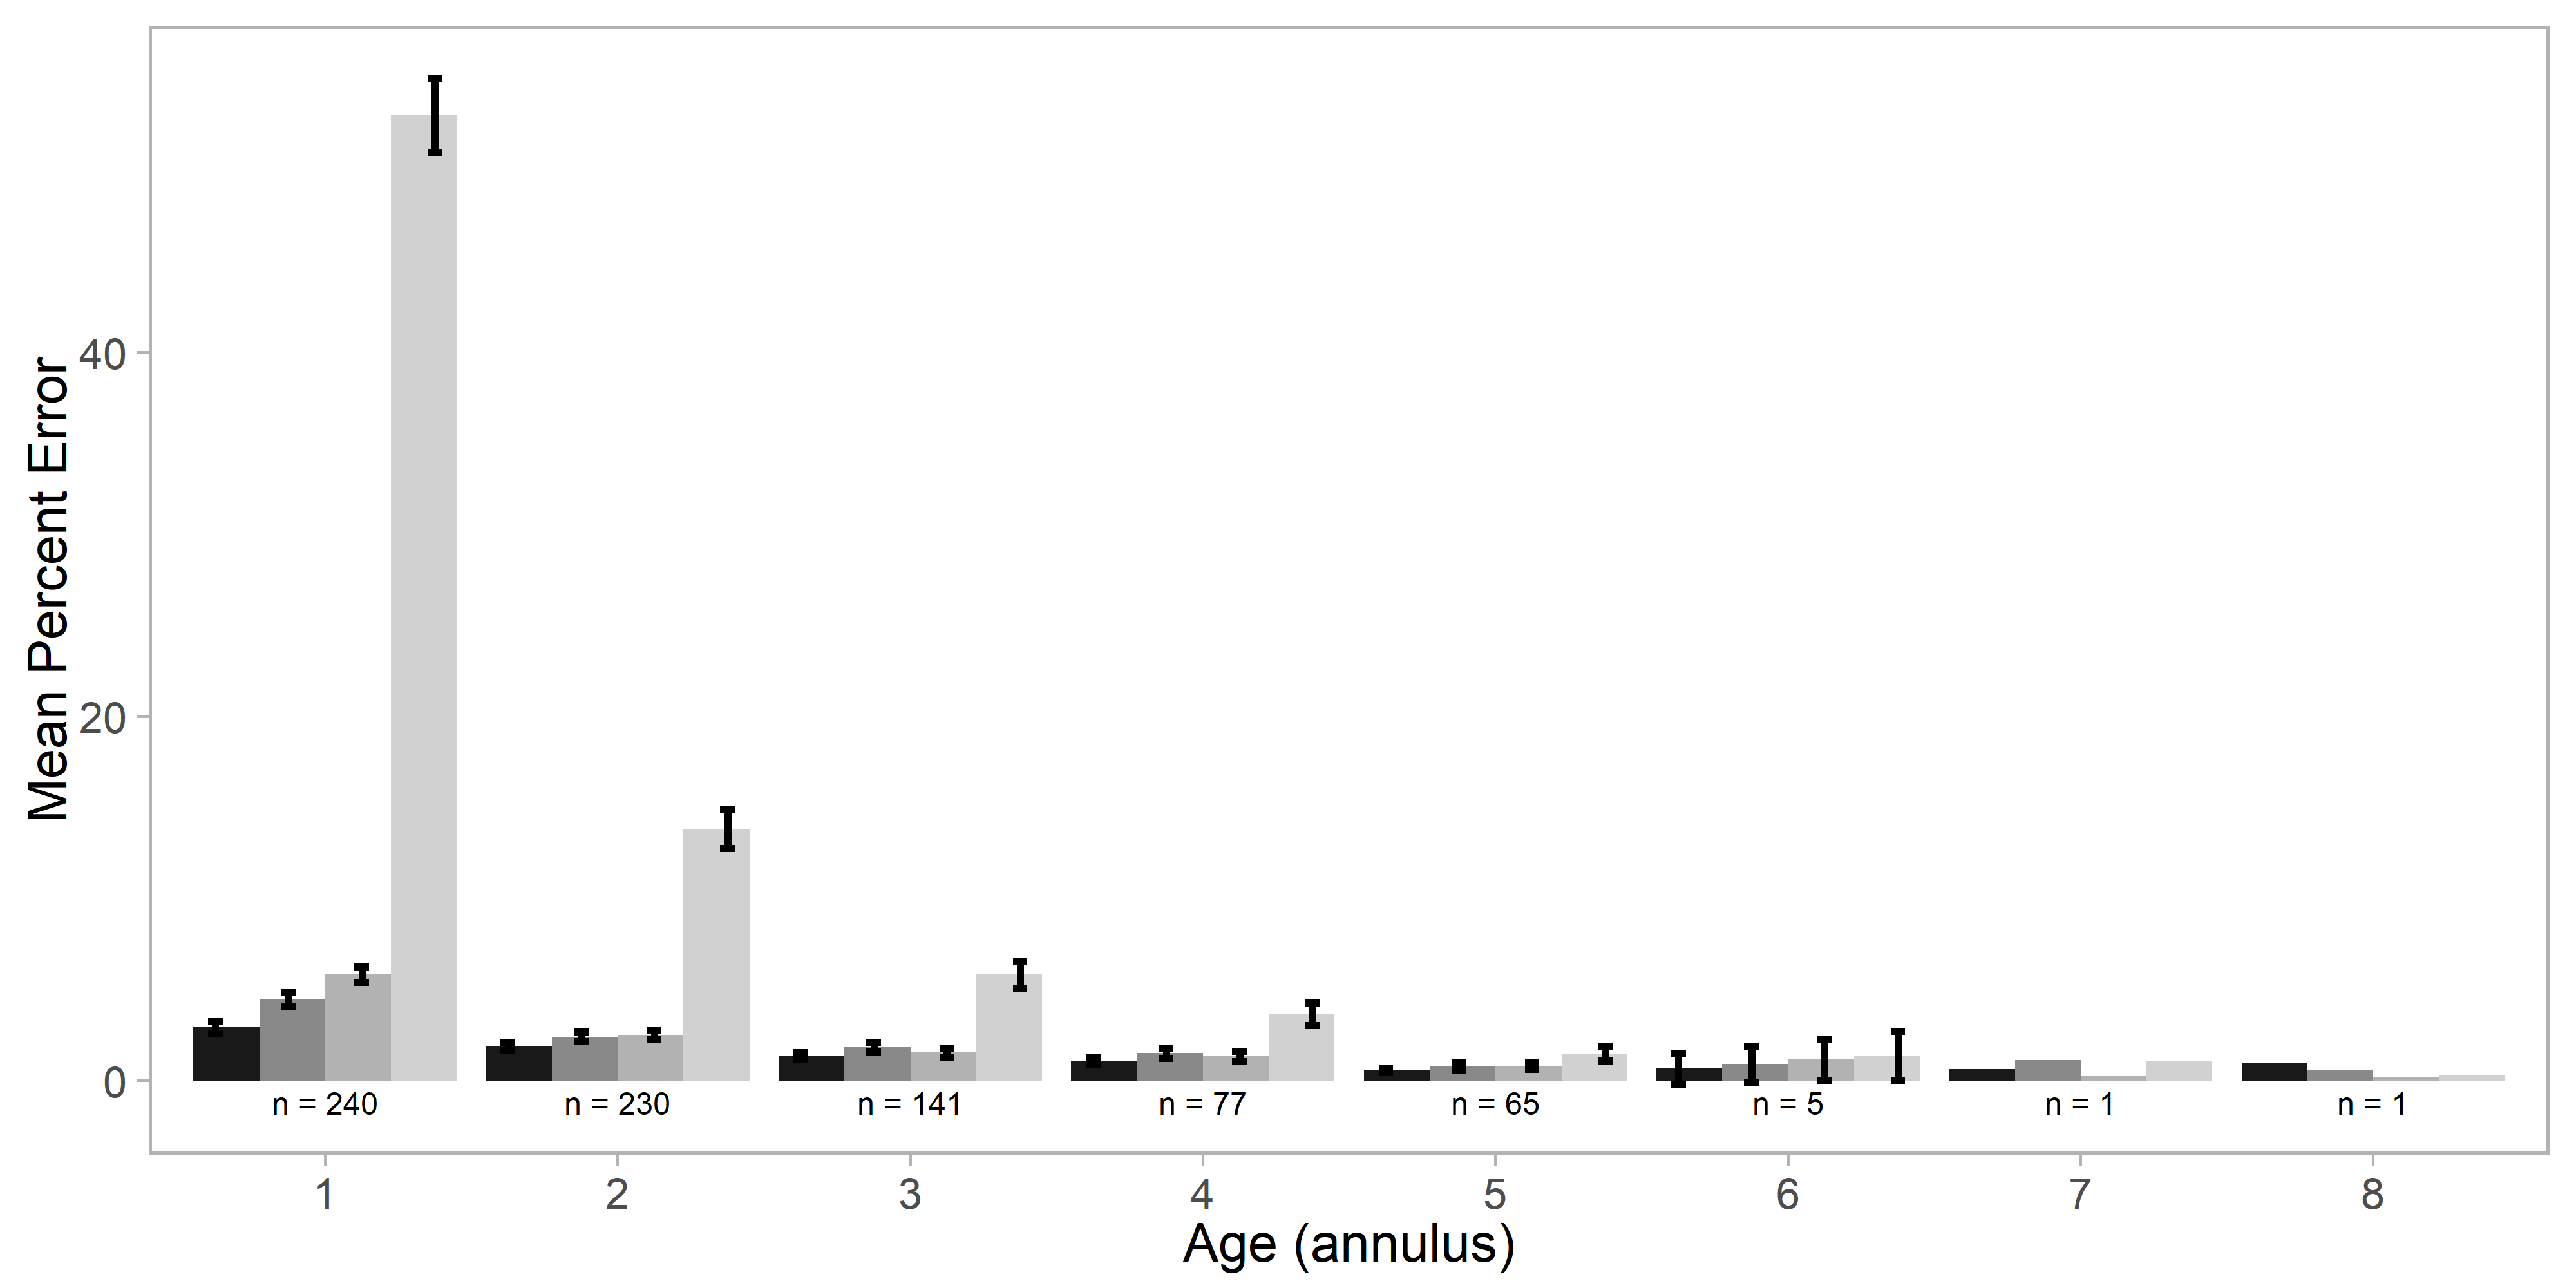 Mean Percent Error
40
20
0
n = 240
n = 230
n = 141
n = 77
n = 65
n = 5
n = 1
n = 1
1
2
3
4
5
6
7
8
Age (annulus)